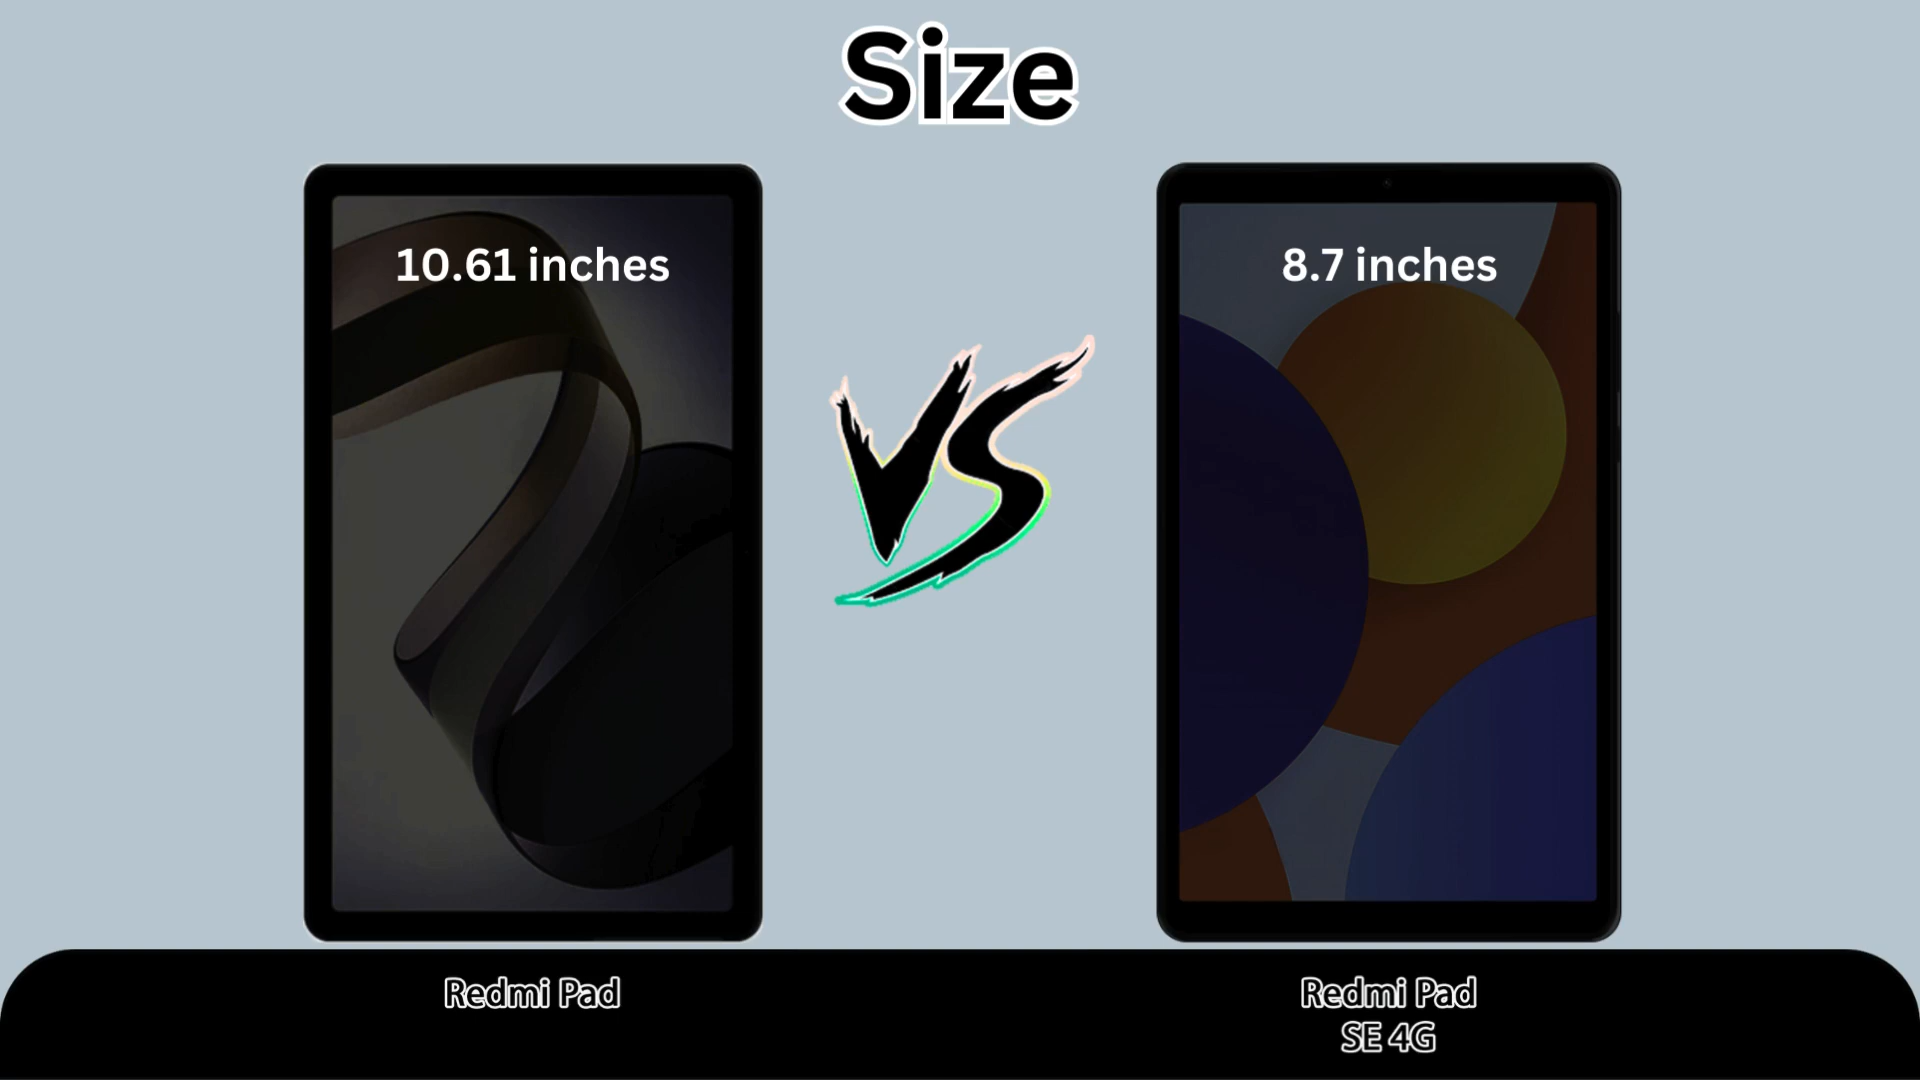 Size
10.61 inches
8.7 inches
VS
Redmi Pad
Redmi Pad
SE 4G